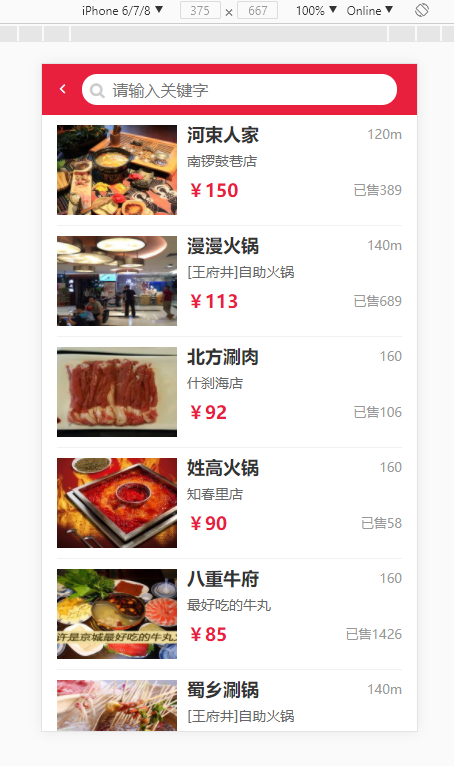 iPhone 6/7/8 ▼ 375 × 667 100% ▼ Online ▼
请输入关键字
河束人家 120m
南锣鼓巷店
¥150 已售389
漫漫火锅 140m
[王府井]自助火锅
¥113 已售689
北方涮肉 160
什刹海店
¥92 已售106
姓高火锅 160
知春里店
¥90 已售58
八重牛府 160
最好吃的牛丸
许是京城最好吃的牛丸
¥85 已售1426
蜀乡涮锅 140m
[王府井]自助火锅